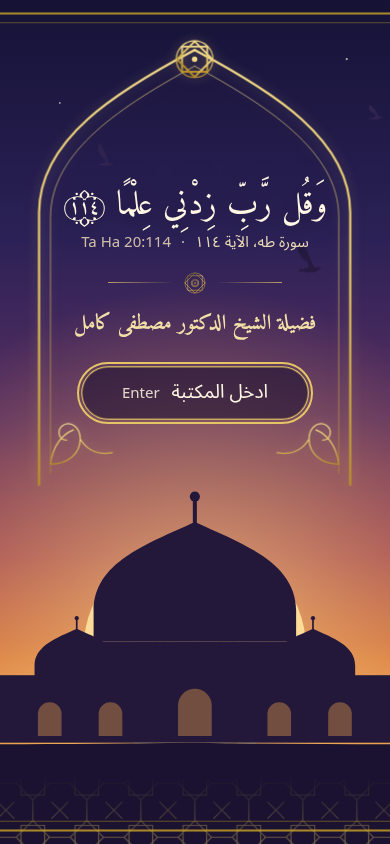 وَقُل رَّبِّ زِدْنِي عِلْمًا ۝١١٤
سورة طه، الآية ١١٤ · Ta Ha 20:114
فضيلة الشيخ الدكتور مصطفى كامل
ادخل المكتبة Enter